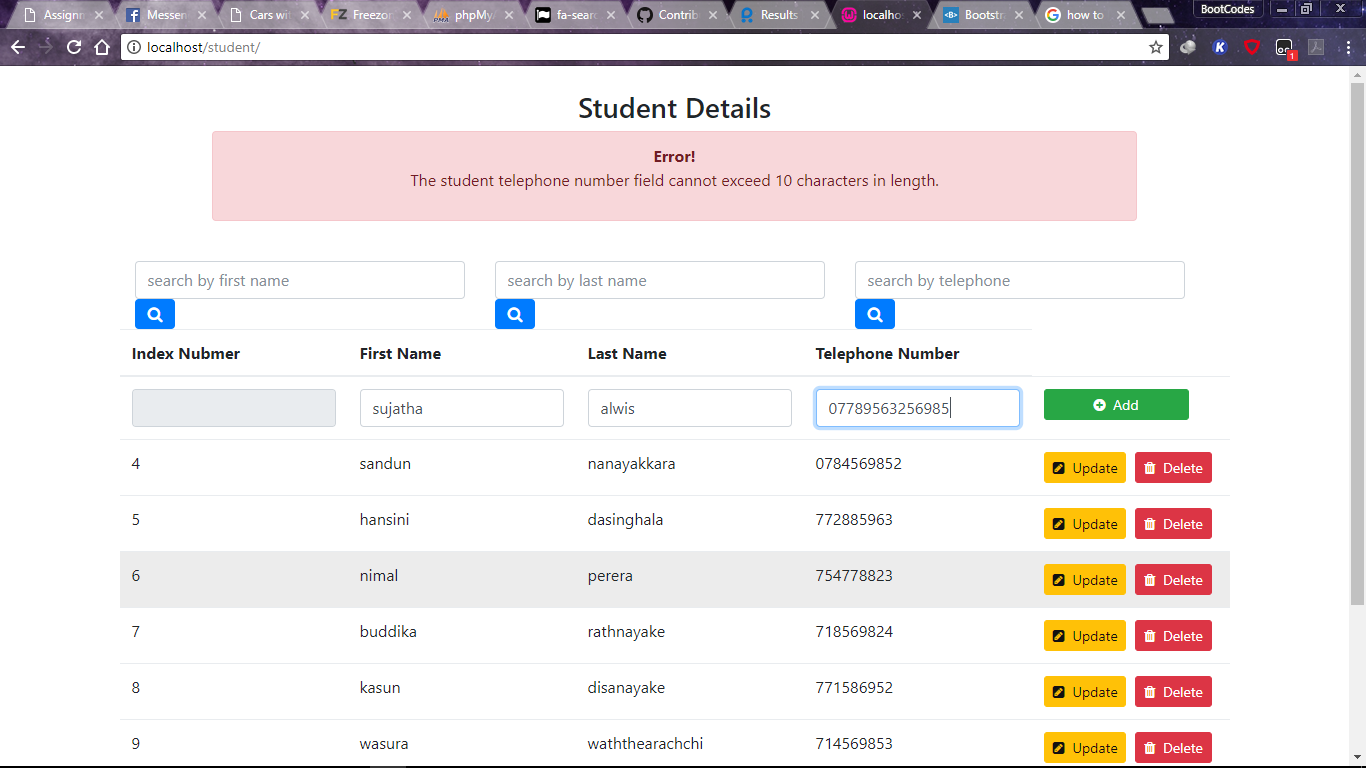 Assignm Messen Cars wi Freezor phpMy fa-sear Contrib Results localhos Bootstr how to BootCodes
localhost/student/
1
Student Details
Error!
The student telephone number field cannot exceed 10 characters in length.
search by first name search by last name search by telephone
Index Nubmer First Name Last Name Telephone Number
sujatha alwis 07789563256985 Add
4 sandun nanayakkara 0784569852 Update Delete
5 hansini dasinghala 772885963 Update Delete
6 nimal perera 754778823 Update Delete
7 buddika rathnayake 718569824 Update Delete
8 kasun disanayake 771586952 Update Delete
9 wasura waththearachchi 714569853 Update Delete